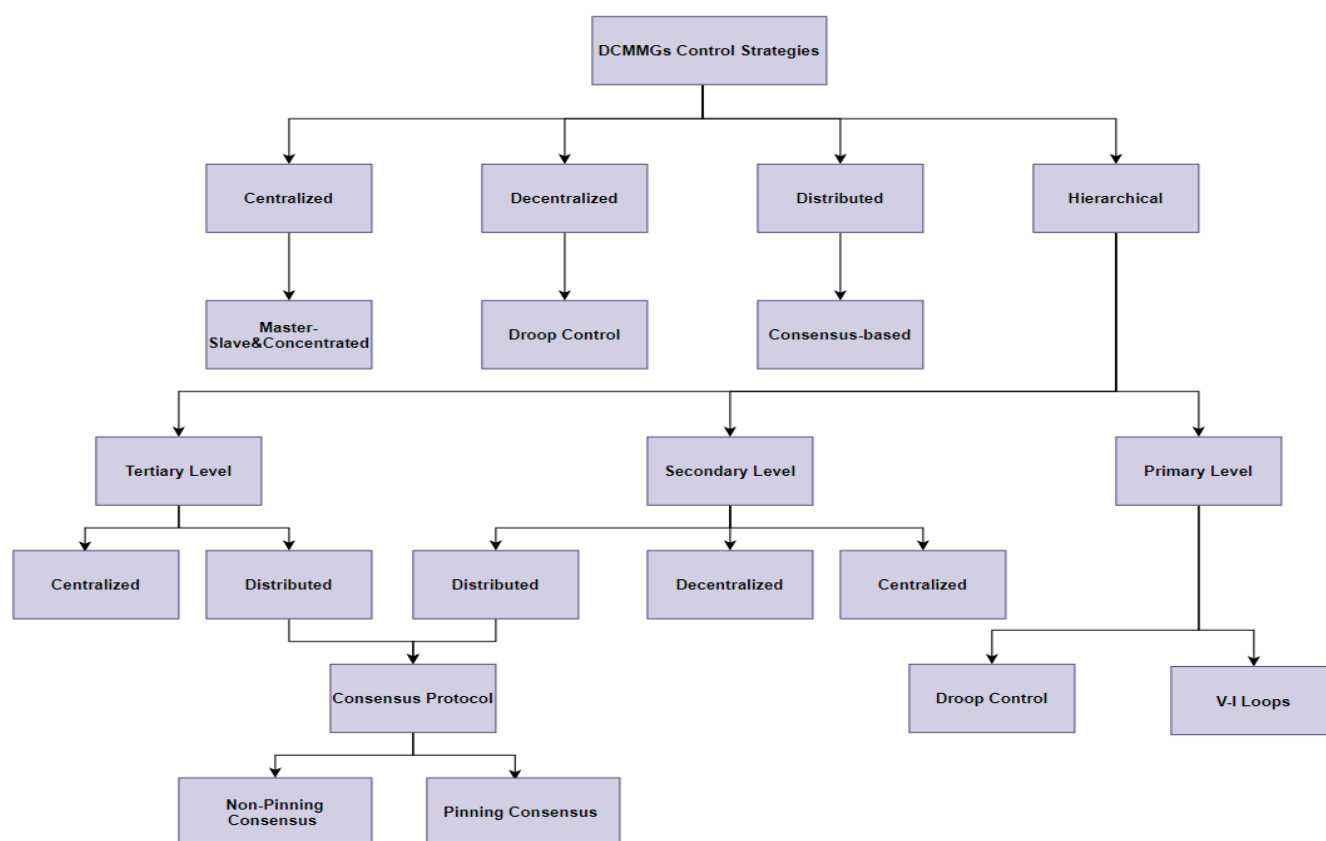 DCMMGs Control Strategies
Centralized
Decentralized
Distributed
Hierarchical
Master-
Slave&Concentrated
Droop Control
Consensus-based
Tertiary Level
Secondary Level
Primary Level
Centralized
Distributed
Distributed
Decentralized
Centralized
Consensus Protocol
Droop Control
V-I Loops
Non-Pinning
Consensus
Pinning Consensus